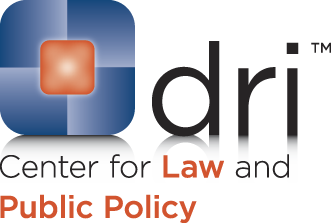 dri™
Center for Law and
Public Policy